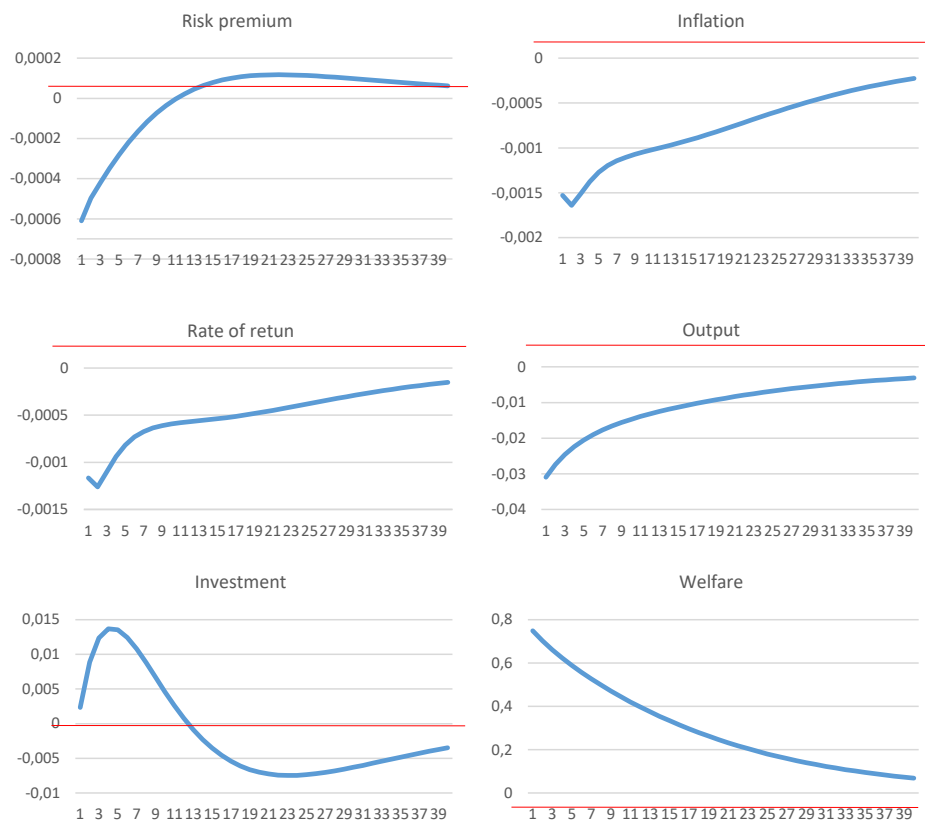 Risk premium
0,0002
0
-0,0002
-0,0004
-0,0006
-0,0008
1 3 5 7 9 11 13 15 17 19 21 23 25 27 29 31 33 35 37 39
Inflation
0
-0,0005
-0,001
-0,0015
-0,002
1 3 5 7 9 11 13 15 17 19 21 23 25 27 29 31 33 35 37 39
Rate of retun
0
-0,0005
-0,001
-0,0015
1 3 5 7 9 11 13 15 17 19 21 23 25 27 29 31 33 35 37 39
Output
0
-0,01
-0,02
-0,03
-0,04
1 3 5 7 9 11 13 15 17 19 21 23 25 27 29 31 33 35 37 39
Investment
0,015
0,01
0,005
0
-0,005
-0,01
1 3 5 7 9 11 13 15 17 19 21 23 25 27 29 31 33 35 37 39
Welfare
0,8
0,6
0,4
0,2
0
1 3 5 7 9 11 13 15 17 19 21 23 25 27 29 31 33 35 37 39